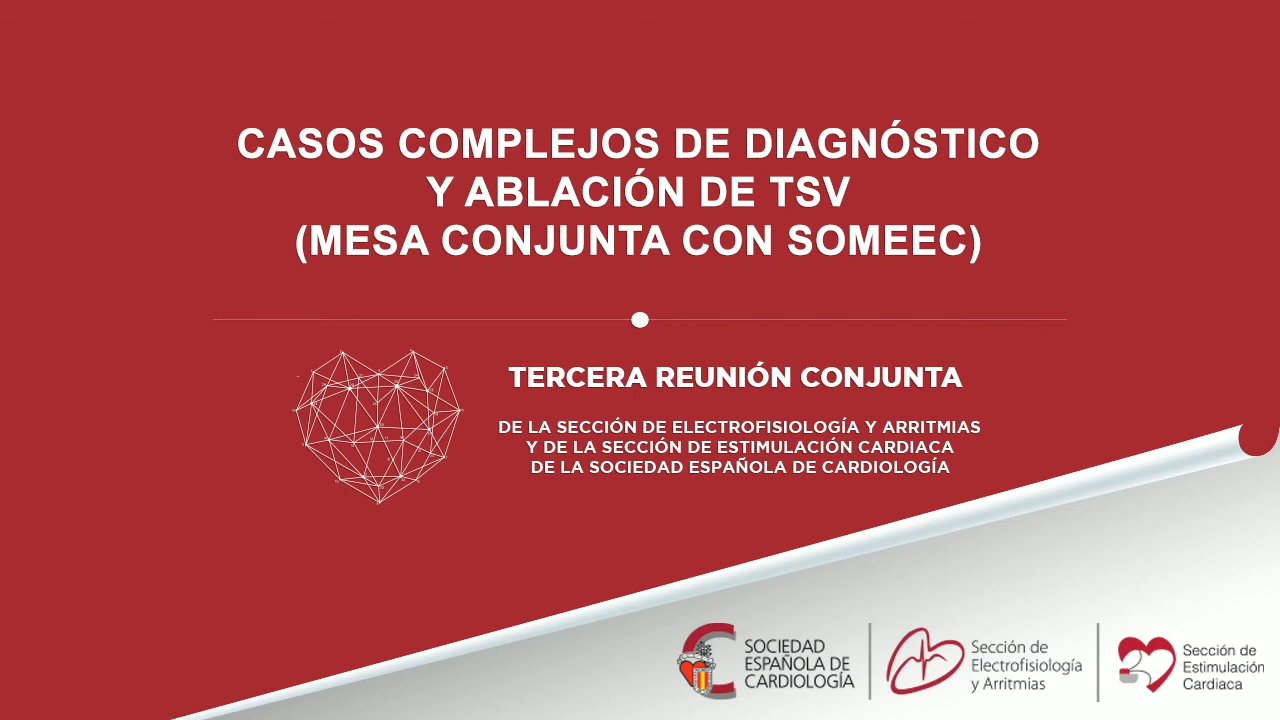 CASOS COMPLEJOS DE DIAGNÓSTICO
Y ABLACIÓN DE TSV
(MESA CONJUNTA CON SOMEEC)
TERCERA REUNIÓN CONJUNTA
DE LA SECCIÓN DE ELECTROFISIOLOGÍA Y ARRITMIAS
Y DE LA SECCIÓN DE ESTIMULACIÓN CARDIACA
DE LA SOCIEDAD ESPAÑOLA DE CARDIOLOGÍA
SOCIEDAD
ESPAÑOLA DE
CARDIOLOGÍA
Sección de
Electrofisiología
y Arritmias
Sección de
Estimulación
Cardiaca